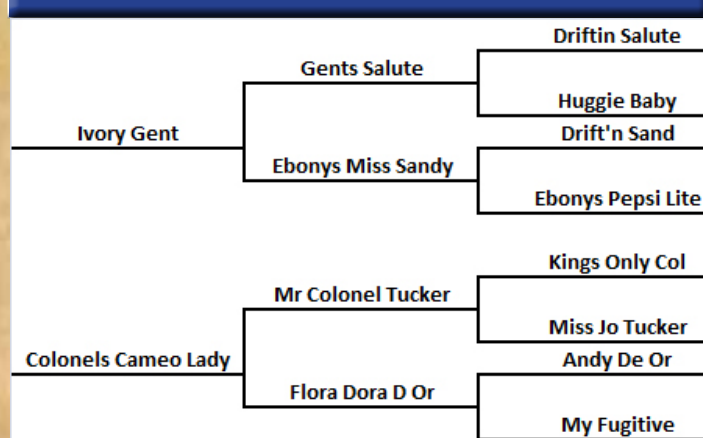 Driftin Salute
Gents Salute
Huggie Baby
Ivory Gent
Drift'n Sand
Ebonys Miss Sandy
Ebonys Pepsi Lite
Kings Only Col
Mr Colonel Tucker
Miss Jo Tucker
Colonels Cameo Lady
Andy De Or
Flora Dora D Or
My Fugitive